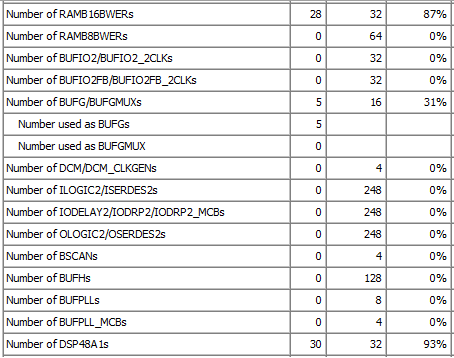 Number of RAMB16BWERs 28 32 87%
Number of RAMB8BWERs 0 64 0%
Number of BUFIO2/BUFIO2_2CLKs 0 32 0%
Number of BUFIO2FB/BUFIO2FB_2CLKs 0 32 0%
Number of BUFG/BUFGMUXs 5 16 31%
Number used as BUFGs 5
Number used as BUFGMUX 0
Number of DCM/DCM_CLKGENs 0 4 0%
Number of ILOGIC2/ISERDES2s 0 248 0%
Number of IODELAY2/IODRP2/IODRP2_MCBs 0 248 0%
Number of OLOGIC2/OSERDES2s 0 248 0%
Number of BSCANs 0 4 0%
Number of BUFHs 0 128 0%
Number of BUFPLLs 0 8 0%
Number of BUFPLL_MCBs 0 4 0%
Number of DSP48A1s 30 32 93%